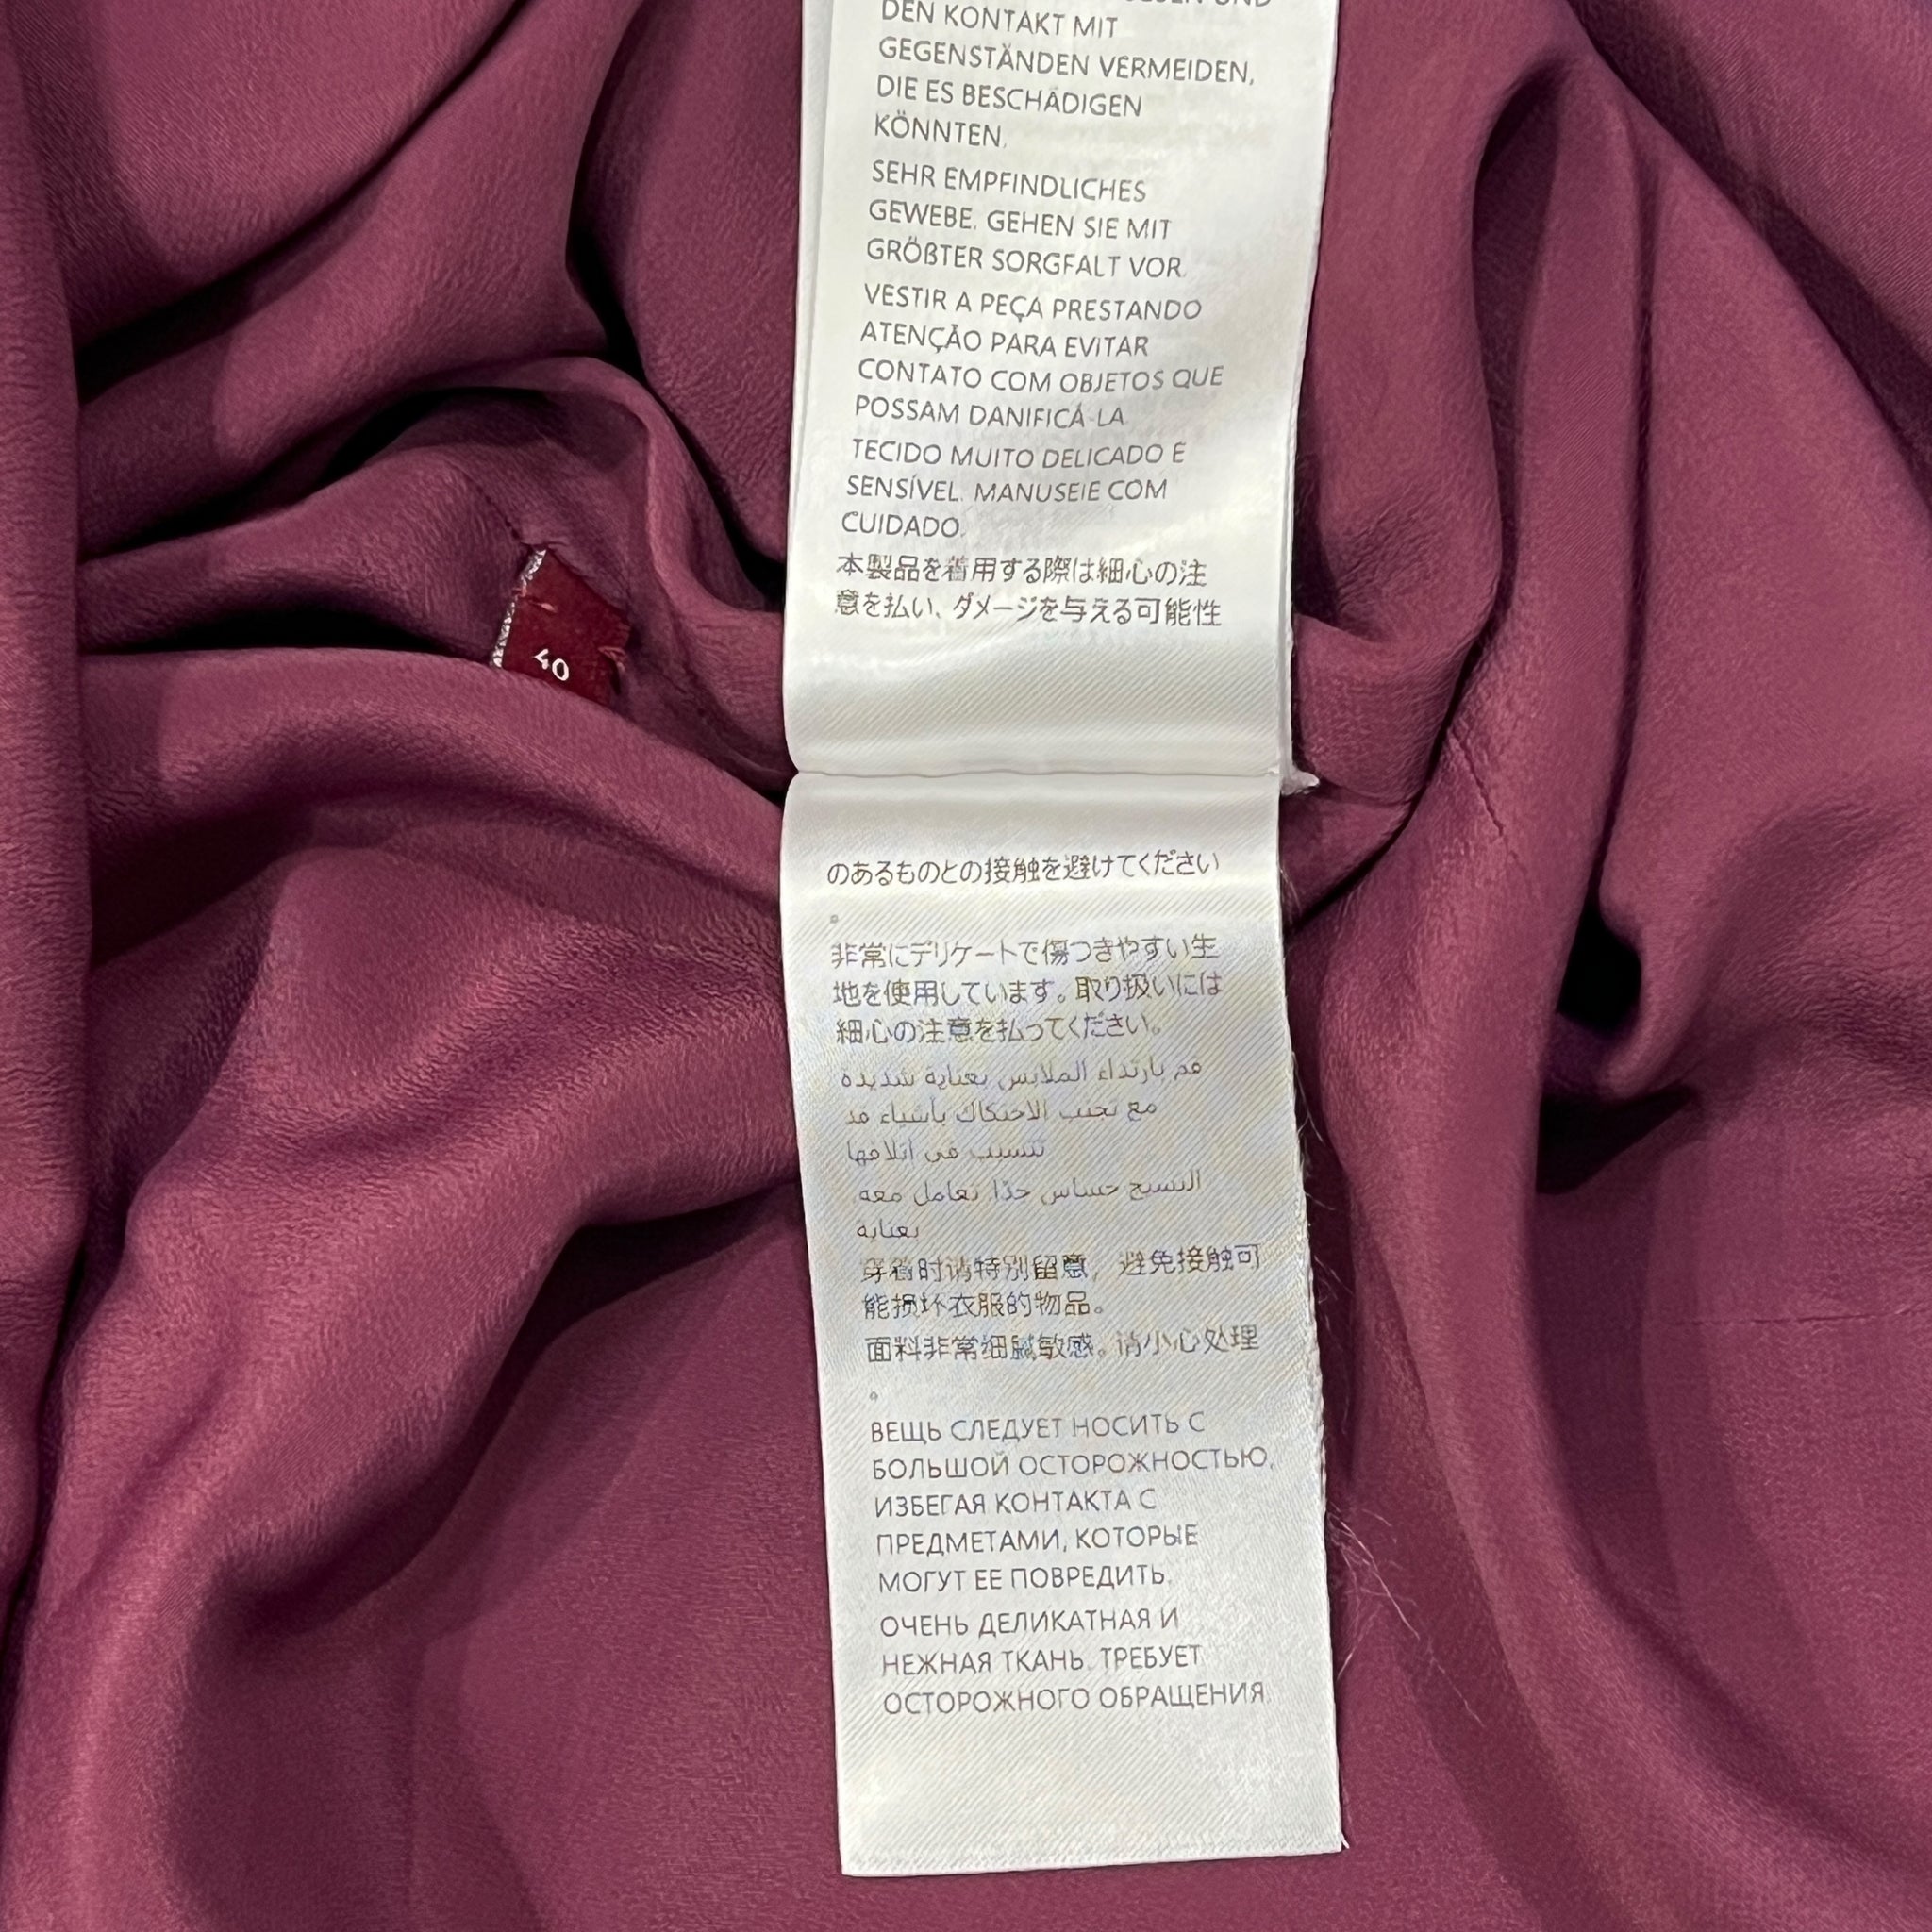 UND
DEN KONTAKT MIT
GEGENSTÄNDEN VERMEIDEN,
DIE ES BESCHÄDIGEN
KÖNNTEN.
SEHR EMPFINDLICHES
GEWEBE. GEHEN SIE MIT
GRÖßTER SORGFALT VOR.
VESTIR A PEÇA PRESTANDO
ATENÇÃO PARA EVITAR
CONTATO COM OBJETOS QUE
POSSAM DANIFICÁ-LA
TECIDO MUITO DELICADO E
SENSÍVEL. MANUSEIE COM
CUIDADO.
本製品を着用する際は細心の注
意を払い、ダメージを与える可能性
40
のあるものとの接触を避けてください
。
非常にデリケートで傷つきやすい生
地を使用しています。取り扱いには
細心の注意を払ってください。
قم بارتداء الملابس بعناية شديدة
مع تجنب الاحتكاك بأشياء قد
تتسبب في اتلافها
النسيج حساس جدًا. تعامل معه
بعناية
穿着时请特别留意，避免接触可
能损坏衣服的物品。
面料非常细腻敏感。请小心处理
。
ВЕЩЬ СЛЕДУЕТ НОСИТЬ С
БОЛЬШОЙ ОСТОРОЖНОСТЬЮ,
ИЗБЕГАЯ КОНТАКТА С
ПРЕДМЕТАМИ, КОТОРЫЕ
МОГУТ ЕЕ ПОВРЕДИТЬ.
ОЧЕНЬ ДЕЛИКАТНАЯ И
НЕЖНАЯ ТКАНЬ. ТРЕБУЕТ
ОСТОРОЖНОГО ОБРАЩЕНИЯ.